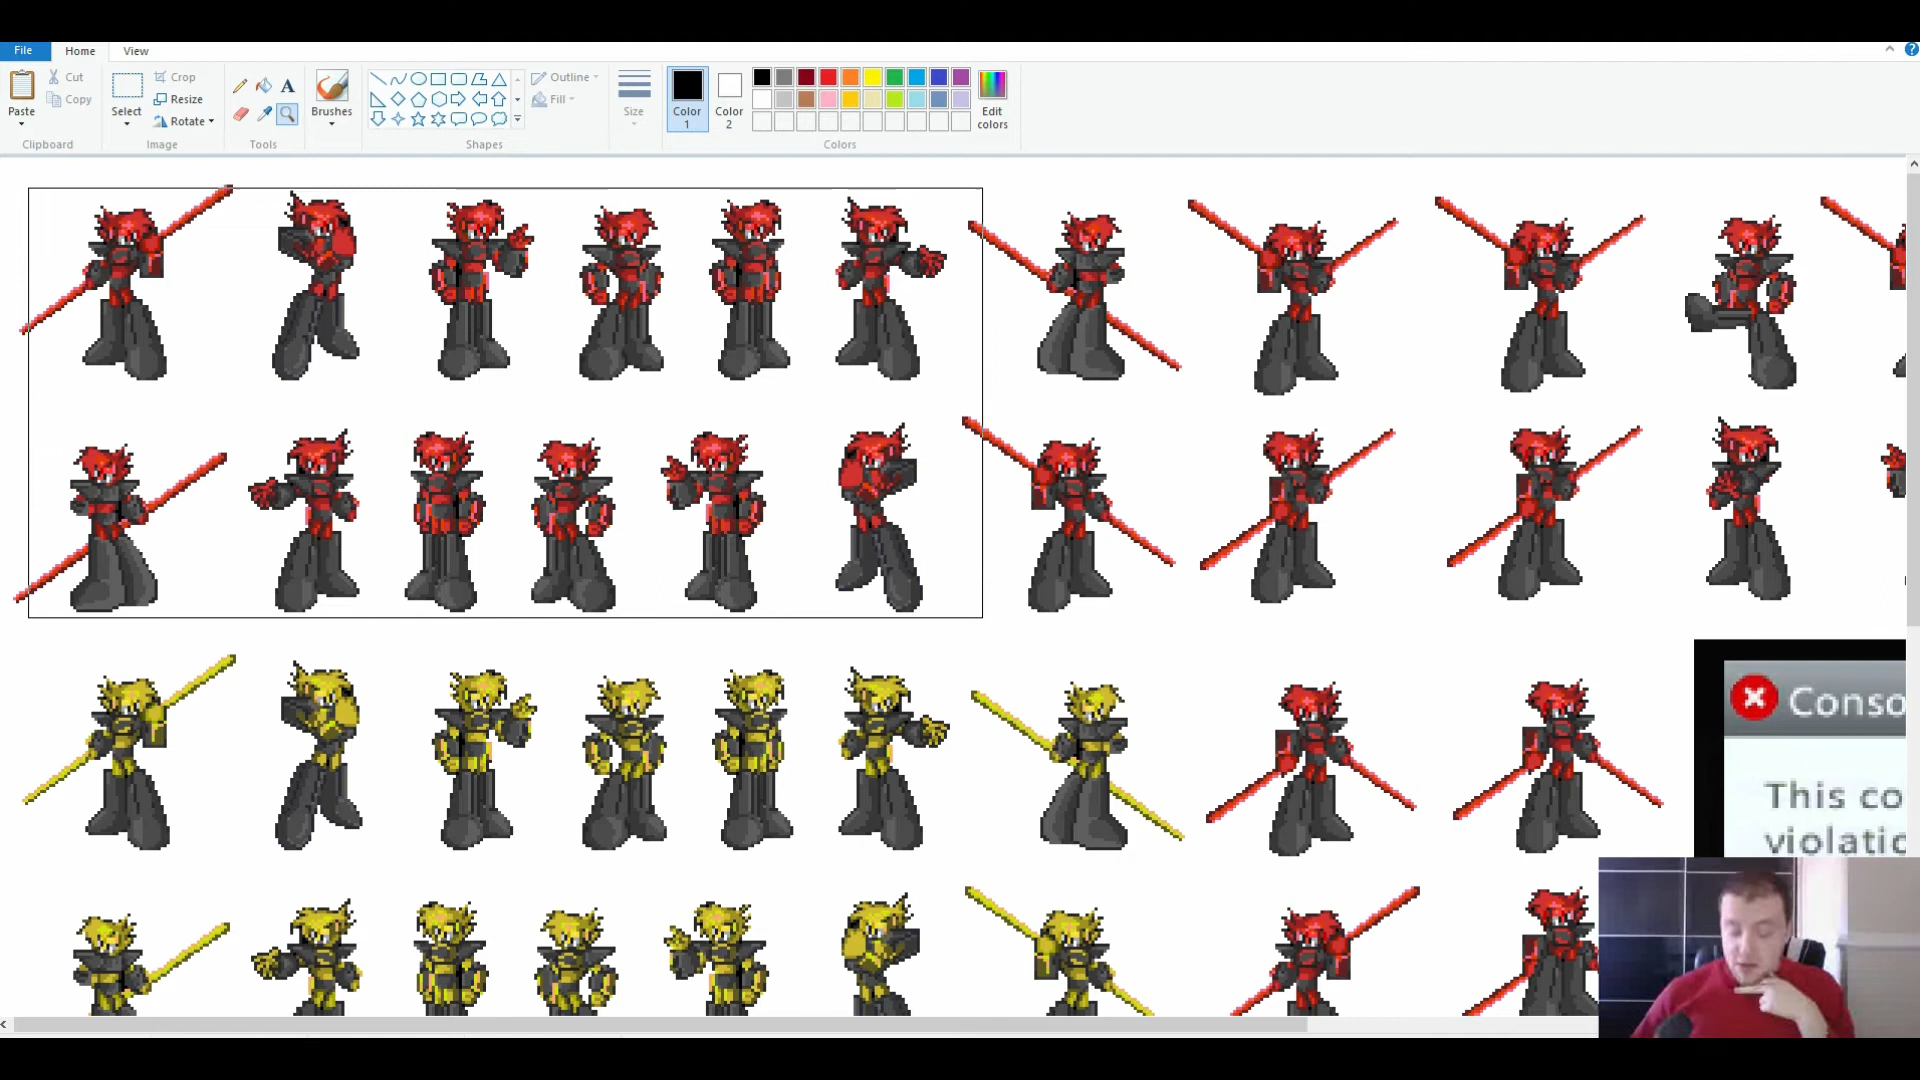 File Home View
Cut
Copy
Paste
Clipboard
Select
Crop
Resize
Rotate
Image
A
Tools
Brushes
Outline
Fill
Shapes
Size
Color 1
Color 2
Edit colors
Colors
?
Conso
This co
violatio